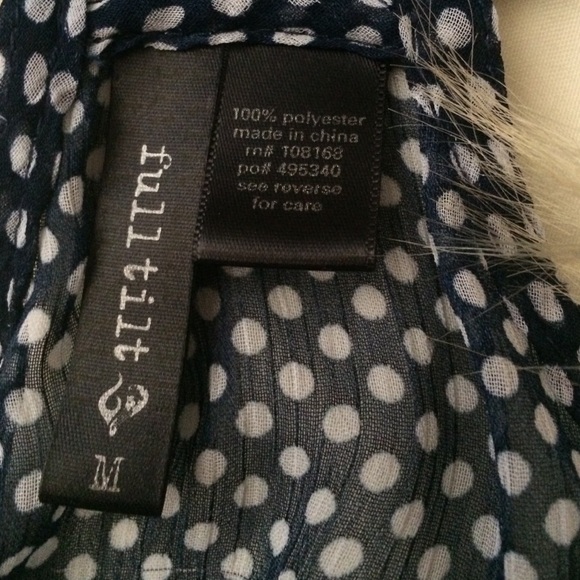 full tilt
M
100% polyester
made in china
rn# 108168
po# 495340
see reverse
for care